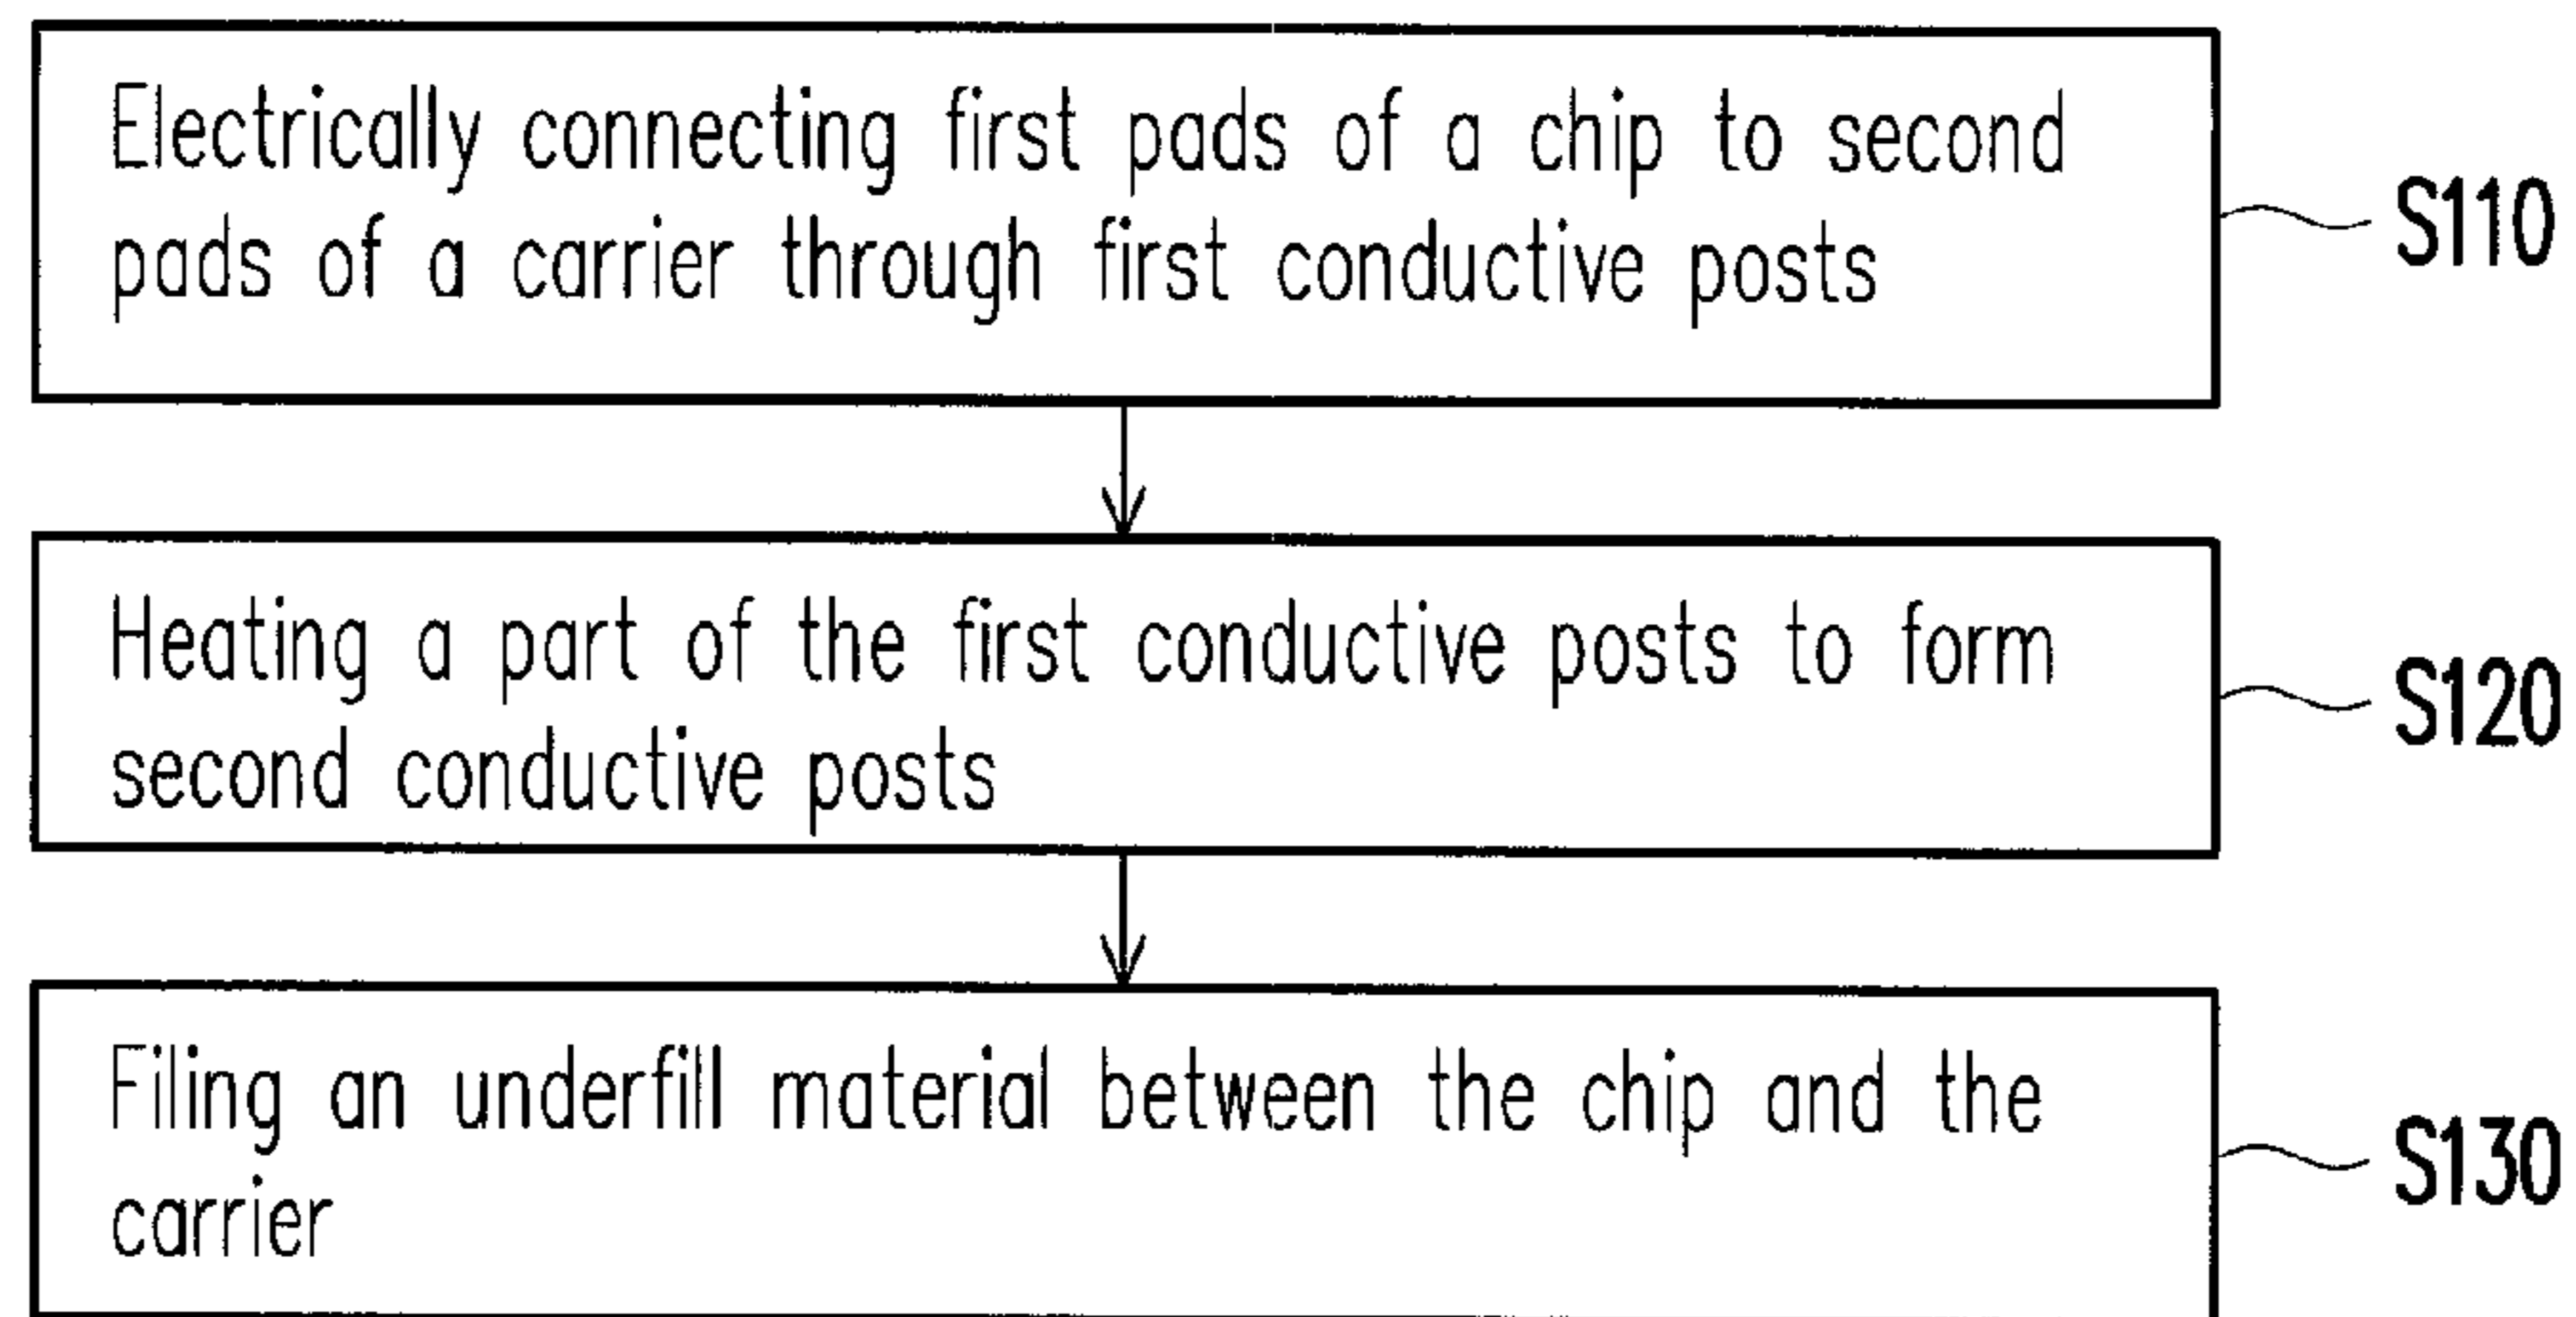 Electrically connecting first pads of a chip to second
pads of a carrier through first conductive posts
S110
Heating a part of the first conductive posts to form
second conductive posts
S120
Filing an underfill material between the chip and the
carrier
S130